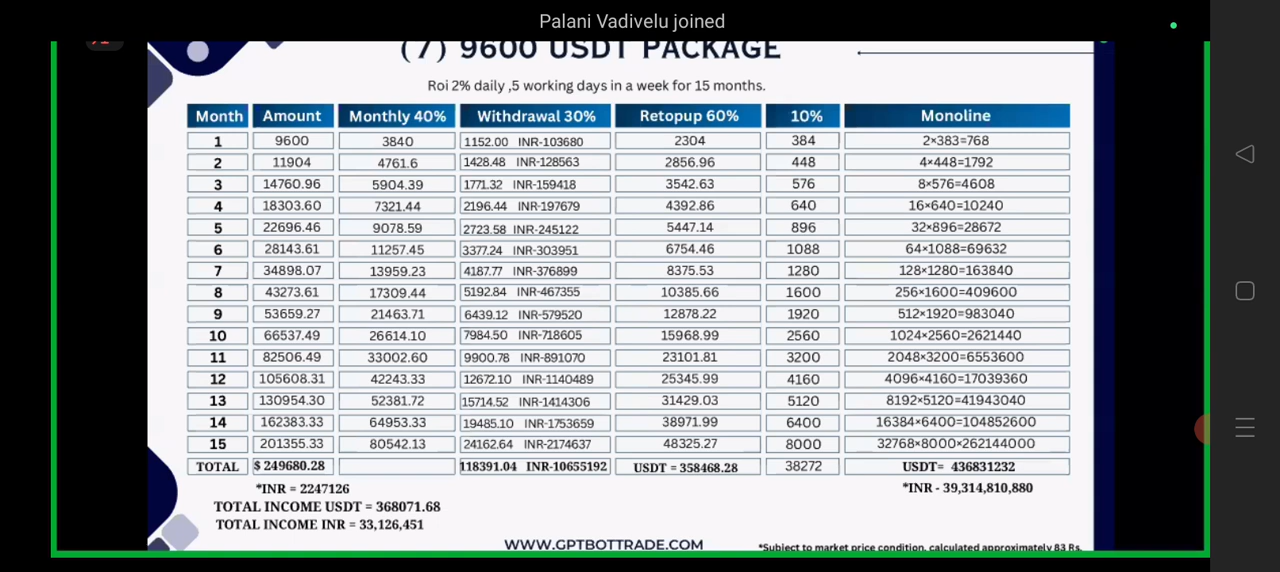 Palani Vadivelu joined
(7) 9600 USDT PACKAGE
Roi 2% daily ,5 working days in a week for 15 months.
Month Amount Monthly 40% Withdrawal 30% Retopup 60% 10% Monoline
1 9600 3840 1152.00 INR-103680 2304 384 2×383=768
2 11904 4761.6 1428.48 INR-128563 2856.96 448 4×448=1792
3 14760.96 5904.39 1771.32 INR-159418 3542.63 576 8×576=4608
4 18303.60 7321.44 2196.44 INR-197679 4392.86 640 16×640=10240
5 22696.46 9078.59 2723.58 INR-245122 5447.14 896 32×896=28672
6 28143.61 11257.45 3377.24 INR-303951 6754.46 1088 64×1088=69632
7 34898.07 13959.23 4187.77 INR-376899 8375.53 1280 128×1280=163840
8 43273.61 17309.44 5192.84 INR-467355 10385.66 1600 256×1600=409600
9 53659.27 21463.71 6439.12 INR-579520 12878.22 1920 512×1920=983040
10 66537.49 26614.10 7984.50 INR-718605 15968.99 2560 1024×2560=2621440
11 82506.49 33002.60 9900.78 INR-891070 23101.81 3200 2048×3200=6553600
12 105608.31 42243.33 12672.10 INR-1140489 25345.99 4160 4096×4160=17039360
13 130954.30 52381.72 15714.52 INR-1414306 31429.03 5120 8192×5120=41943040
14 162383.33 64953.33 19485.10 INR-1753659 38971.99 6400 16384×6400=104852600
15 201355.33 80542.13 24162.64 INR-2174637 48325.27 8000 32768×8000×262144000
TOTAL $ 249680.28 118391.04 INR-10655192 USDT = 358468.28 38272 USDT= 436831232
*INR = 2247126 *INR - 39,314,810,880
TOTAL INCOME USDT = 368071.68
TOTAL INCOME INR = 33,126,451
WWW.GPTBOTTRADE.COM *Subject to market price condition, calculated approximately 83 Rs.